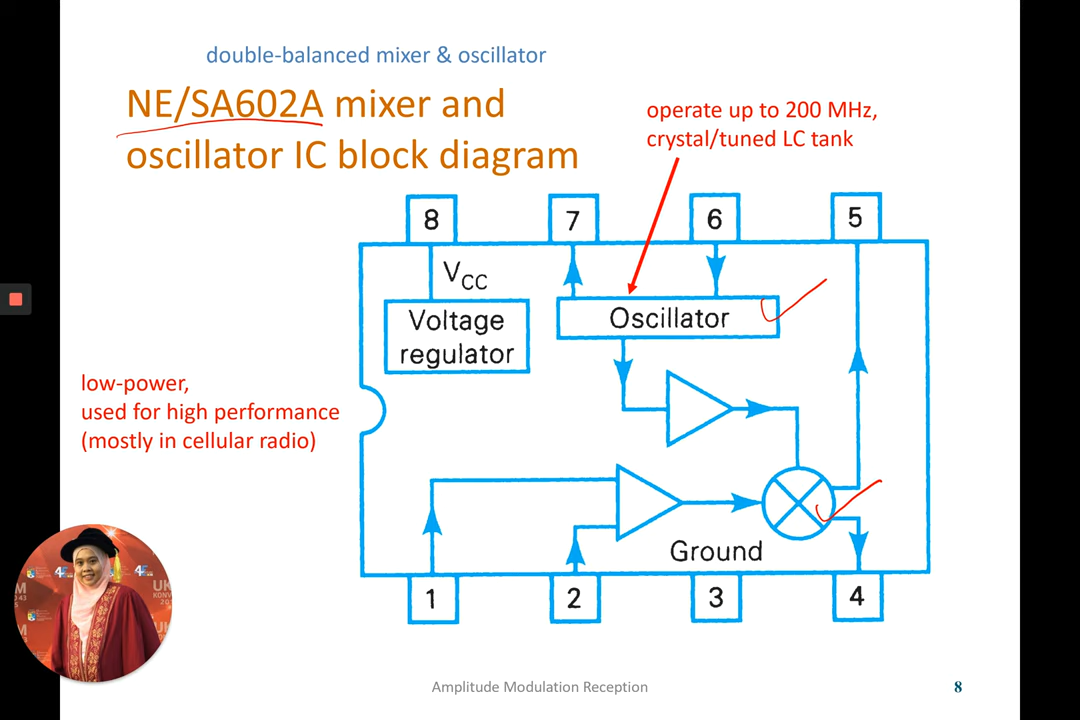 double-balanced mixer & oscillator
NE/SA602A mixer and
oscillator IC block diagram
operate up to 200 MHz,
crystal/tuned LC tank
8
7
6
5
VCC
Voltage
regulator
Oscillator
low-power,
used for high performance
(mostly in cellular radio)
Ground
1
2
3
4
Amplitude Modulation Reception
8